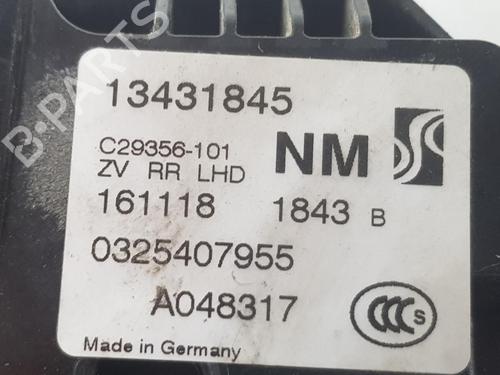 B-PARTS
13431845
C29356-101
ZV RR LHD
NM
161118 1843 B
0325407955
A048317
CCC S
Made in Germany